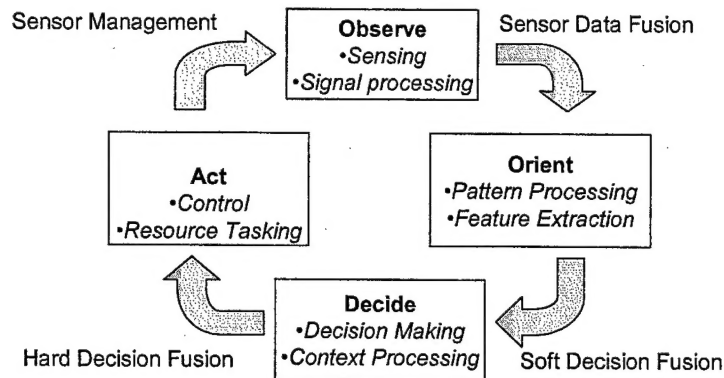 Sensor Management
Observe
•Sensing
•Signal processing
Sensor Data Fusion
Orient
•Pattern Processing
•Feature Extraction
Soft Decision Fusion
Decide
•Decision Making
•Context Processing
Hard Decision Fusion
Act
•Control
•Resource Tasking